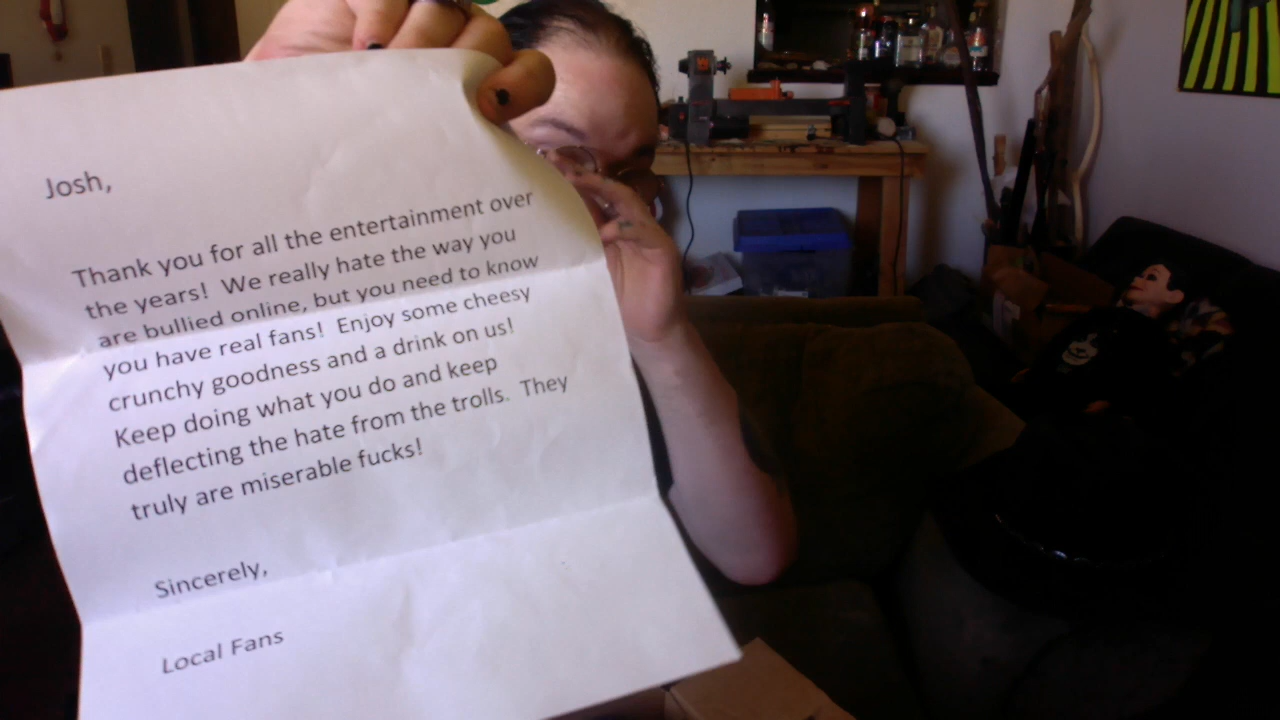 Josh,
Thank you for all the entertainment over
the years! We really hate the way you
are bullied online, but you need to know
you have real fans! Enjoy some cheesy
crunchy goodness and a drink on us!
Keep doing what you do and keep
deflecting the hate from the trolls. They
truly are miserable fucks!
Sincerely,
Local Fans